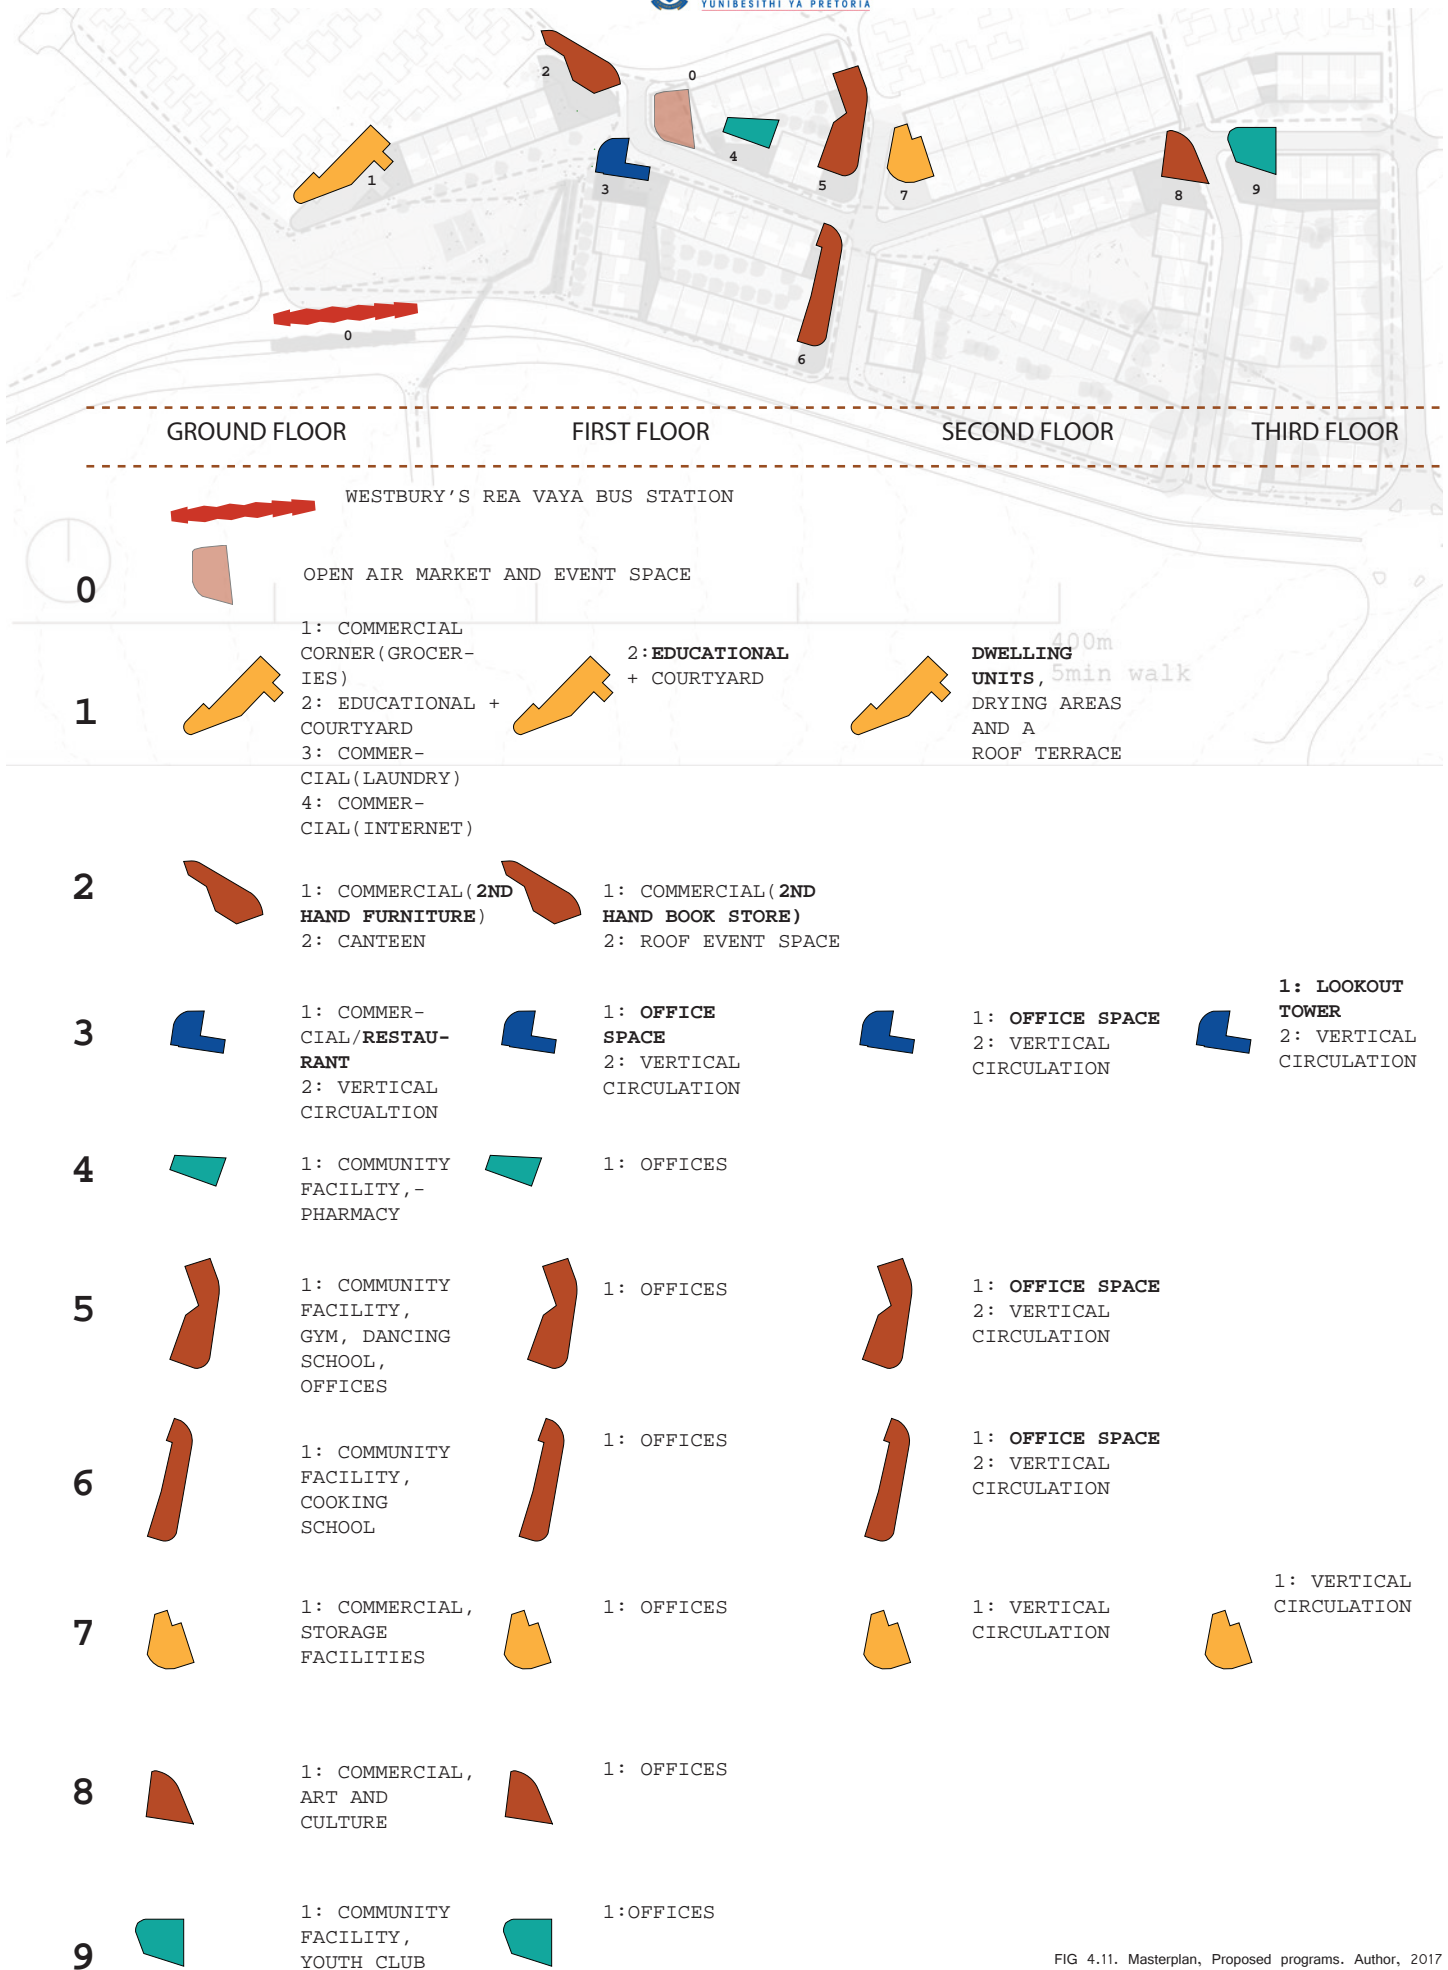 YUNIBESITHI YA PRETORIA
2
0
1
3
4
5
7
8
9
0
6
GROUND FLOOR
FIRST FLOOR
SECOND FLOOR
THIRD FLOOR
WESTBURY'S REA VAYA BUS STATION
0
OPEN AIR MARKET AND EVENT SPACE
400m
5min walk
1
1: COMMERCIAL
CORNER(GROCER-
IES)
2: EDUCATIONAL +
COURTYARD
3: COMMER-
CIAL(LAUNDRY)
4: COMMER-
CIAL(INTERNET)
2:EDUCATIONAL
+ COURTYARD
DWELLING
UNITS,
DRYING AREAS
AND A
ROOF TERRACE
2
1: COMMERCIAL(2ND
HAND FURNITURE)
2: CANTEEN
1: COMMERCIAL(2ND
HAND BOOK STORE)
2: ROOF EVENT SPACE
3
1: COMMER-
CIAL/RESTAU-
RANT
2: VERTICAL
CIRCUALTION
1: OFFICE
SPACE
2: VERTICAL
CIRCULATION
1: OFFICE SPACE
2: VERTICAL
CIRCULATION
1: LOOKOUT
TOWER
2: VERTICAL
CIRCULATION
4
1: COMMUNITY
FACILITY,-
PHARMACY
1: OFFICES
5
1: COMMUNITY
FACILITY,
GYM, DANCING
SCHOOL,
OFFICES
1: OFFICES
1: OFFICE SPACE
2: VERTICAL
CIRCULATION
6
1: COMMUNITY
FACILITY,
COOKING
SCHOOL
1: OFFICES
1: OFFICE SPACE
2: VERTICAL
CIRCULATION
7
1: COMMERCIAL,
STORAGE
FACILITIES
1: OFFICES
1: VERTICAL
CIRCULATION
1: VERTICAL
CIRCULATION
8
1: COMMERCIAL,
ART AND
CULTURE
1: OFFICES
9
1: COMMUNITY
FACILITY,
YOUTH CLUB
1:OFFICES
FIG 4.11. Masterplan, Proposed programs. Author, 2017